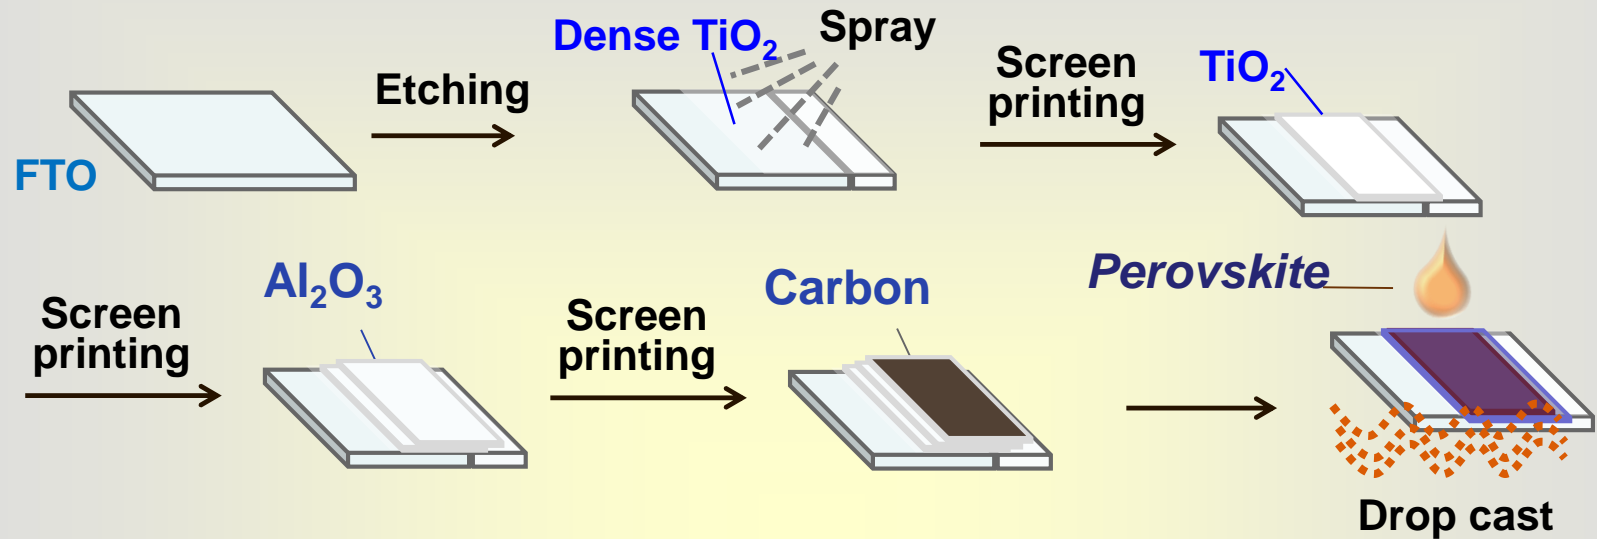 FTO
Etching
Dense TiO₂
Spray
Screen
printing
TiO₂
Screen
printing
Al₂O₃
Screen
printing
Carbon
Perovskite
Drop cast